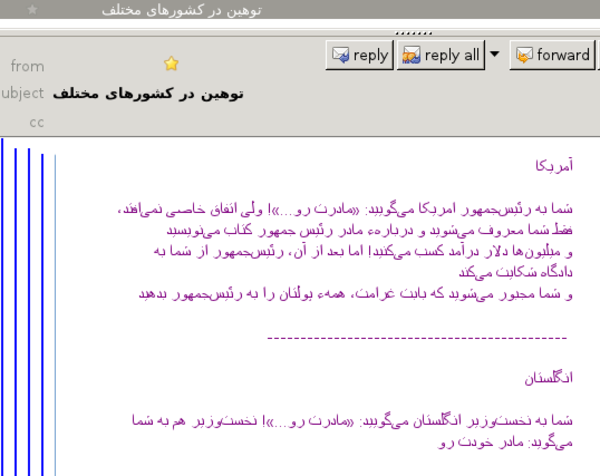 توهین در کشورهای مختلف
reply
reply all
forward
from
ubject توهین در کشورهای مختلف
cc
آمریکا
شما به رئیس‌جمهور امریکا می‌گویید: «مادرت رو...»! ولی اتفاق خاصی نمی‌افتد،
فقط شما معروف می‌شوید و درباره‌ء مادر رئیس جمهور کتاب می‌نویسید
و میلیون‌ها دلار درآمد کسب می‌کنید! اما بعد از آن، رئیس‌جمهور از شما به
دادگاه شکایت می‌کند
و شما مجبور می‌شوید که بابت غرامت، همه‌ء پولتان را به رئیس‌جمهور بدهید
---------------------------------------------
انگلستان
شما به نخست‌وزیر انگلستان می‌گویید: «مادرت رو...»! نخست‌وزیر هم به شما
می‌گوید: مادر خودت رو